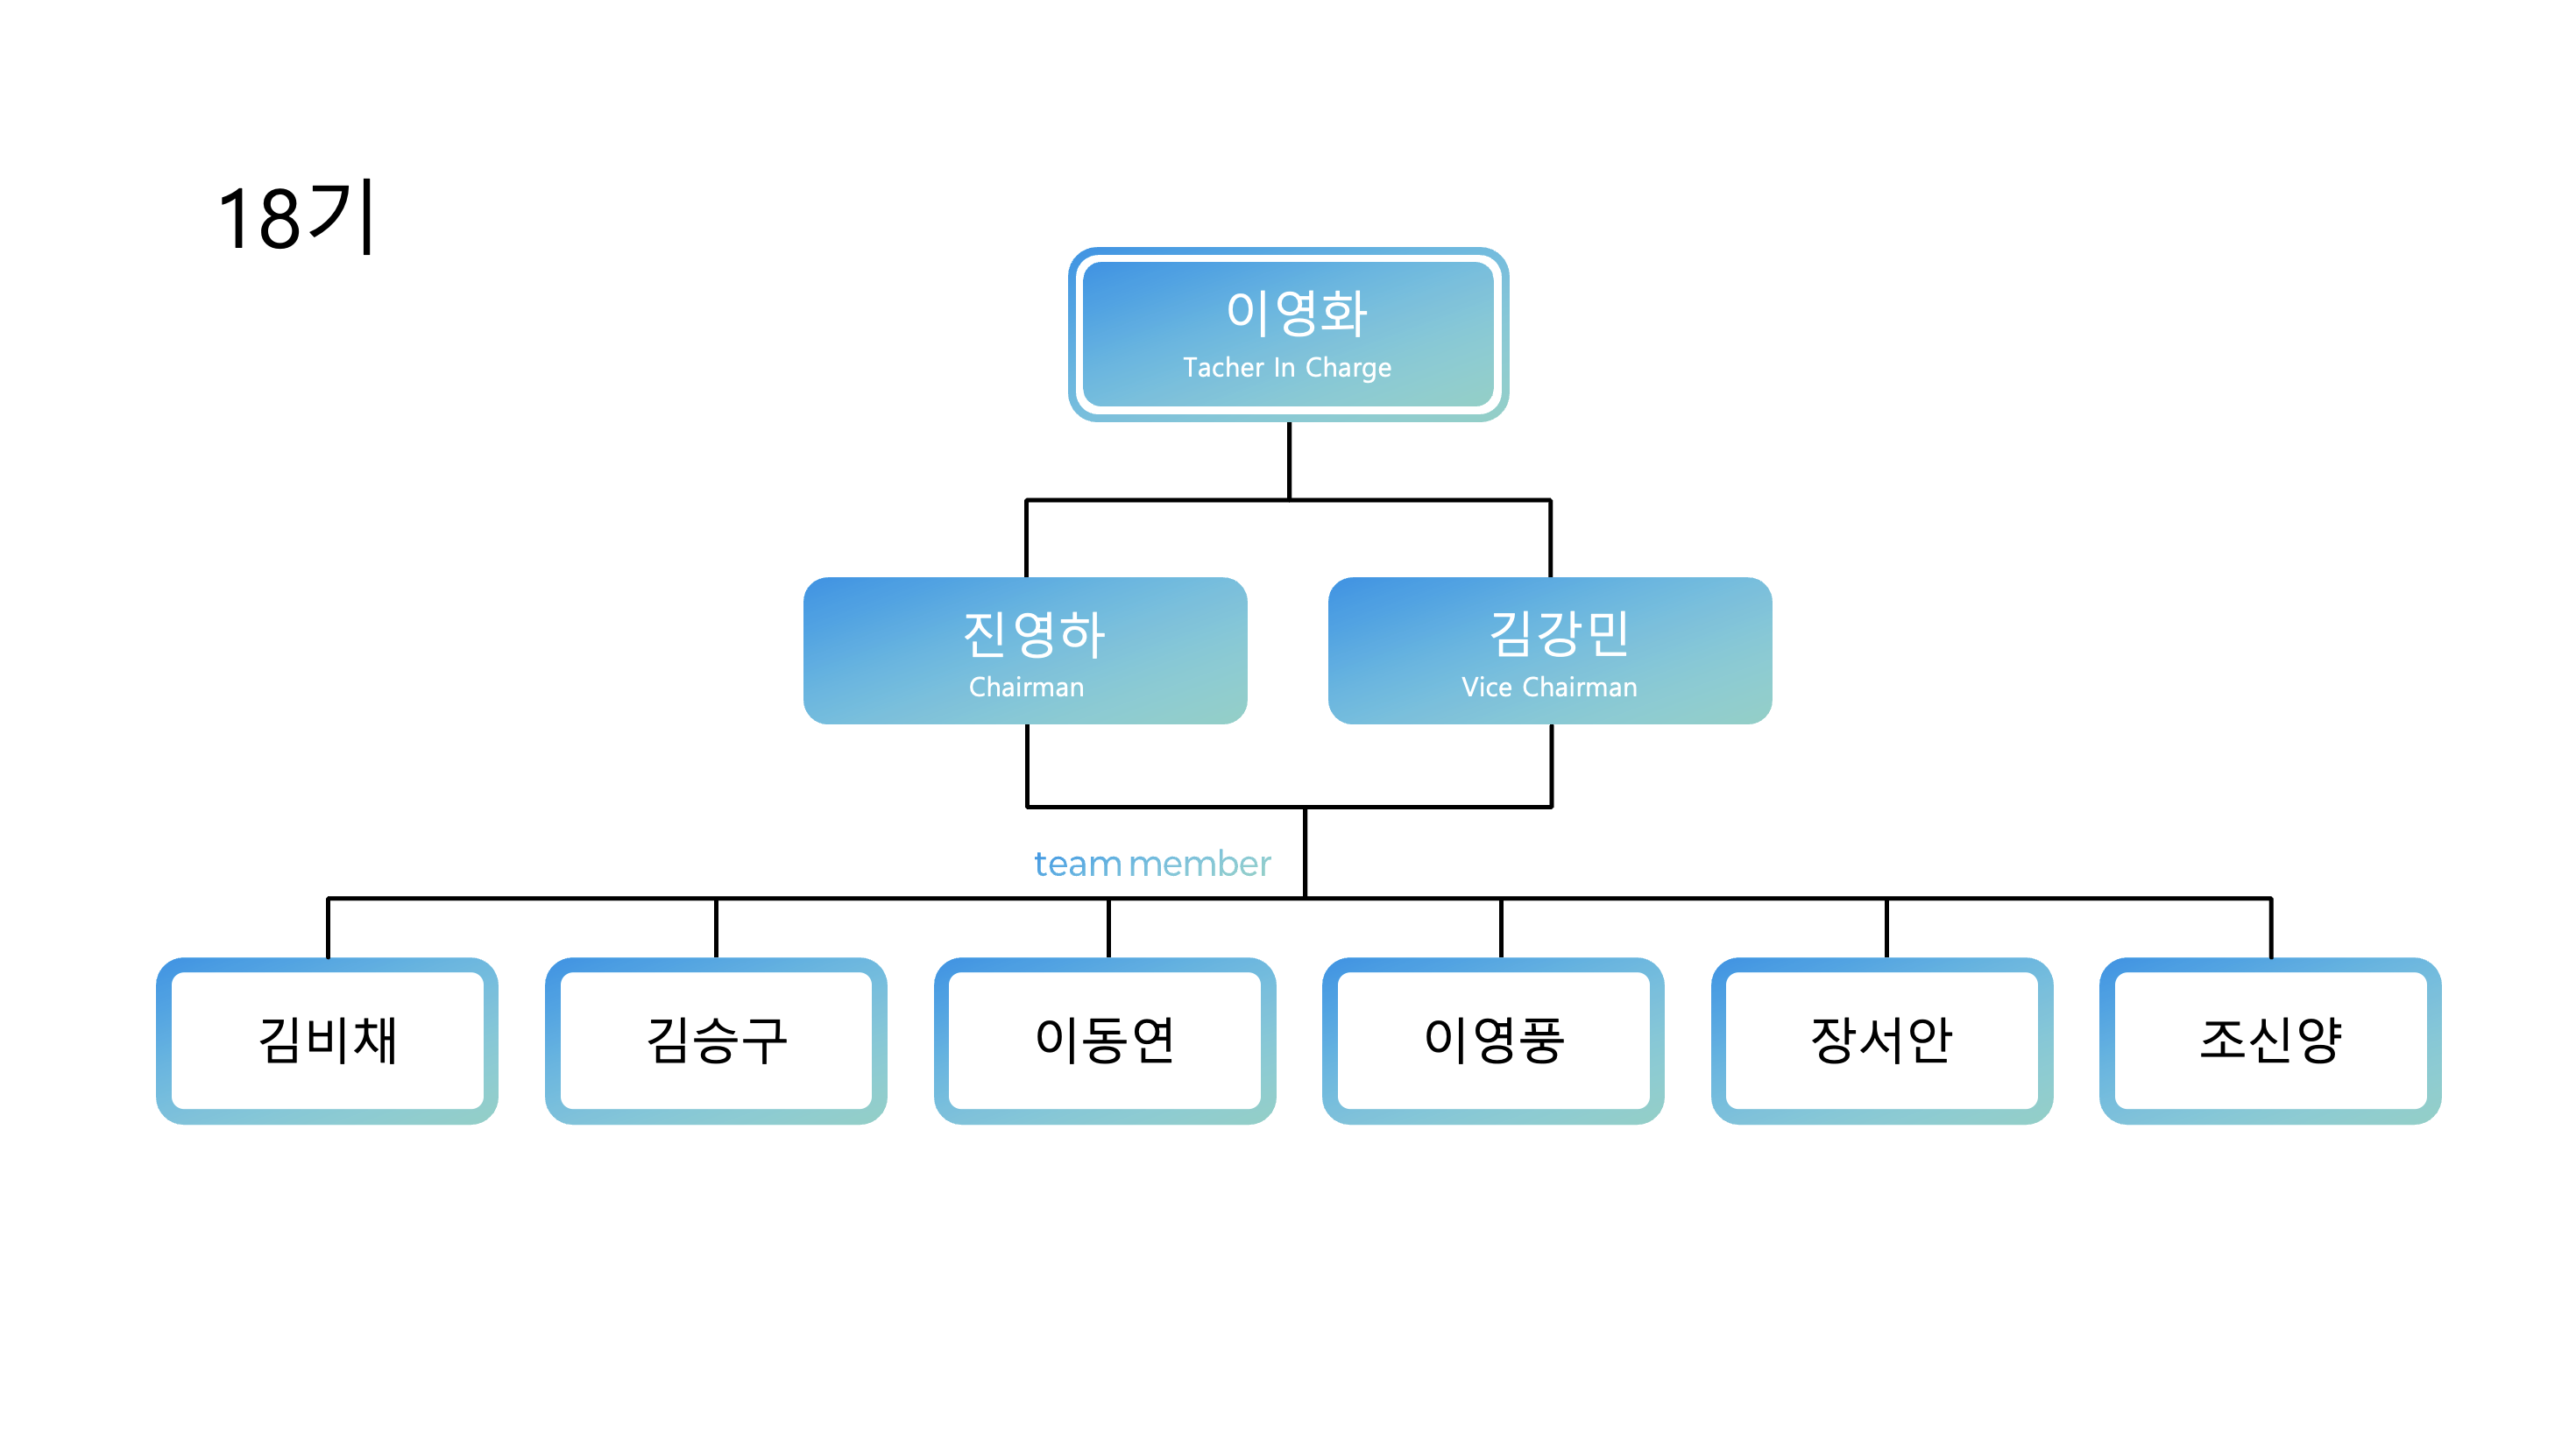 18기
이영화
Tacher In Charge
진영하
Chairman
김강민
Vice Chairman
team member
김비채
김승구
이동연
이영풍
장서안
조신양